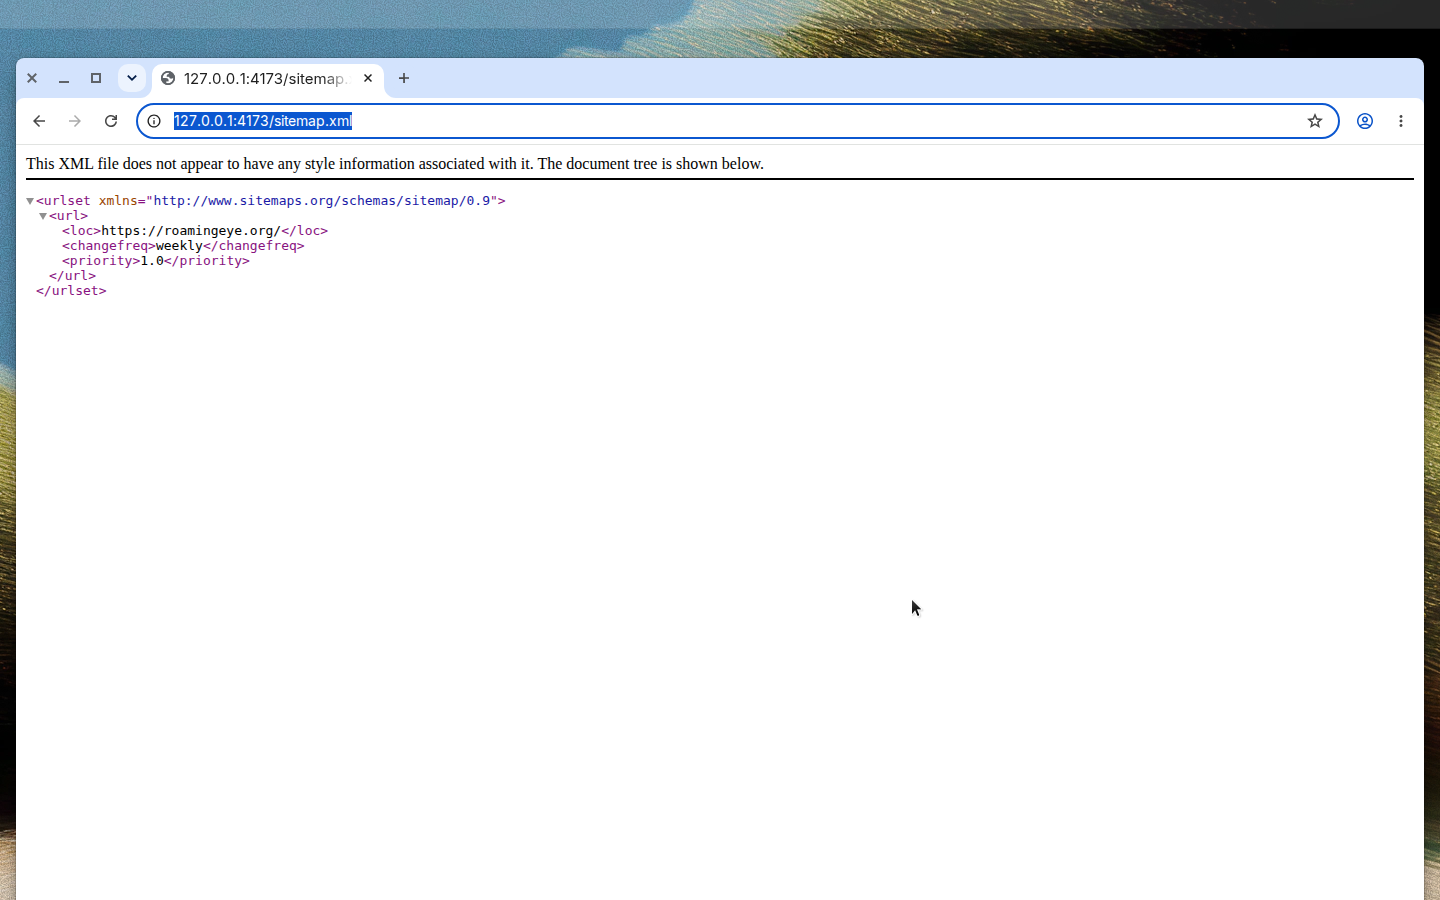 127.0.0.1:4173/sitemap.
127.0.0.1:4173/sitemap.xml
This XML file does not appear to have any style information associated with it. The document tree is shown below.
<urlset xmlns="http://www.sitemaps.org/schemas/sitemap/0.9">
<url>
<loc>https://roamingeye.org/</loc>
<changefreq>weekly</changefreq>
<priority>1.0</priority>
</url>
</urlset>